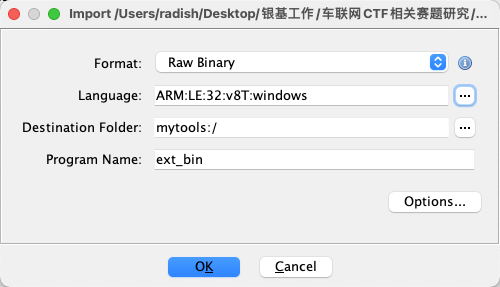 Import /Users/radish/Desktop/银基工作/车联网CTF相关赛题研究/...
Format: Raw Binary
Language: ARM:LE:32:v8T:windows
Destination Folder: mytools:/
Program Name: ext_bin
Options...
OK Cancel